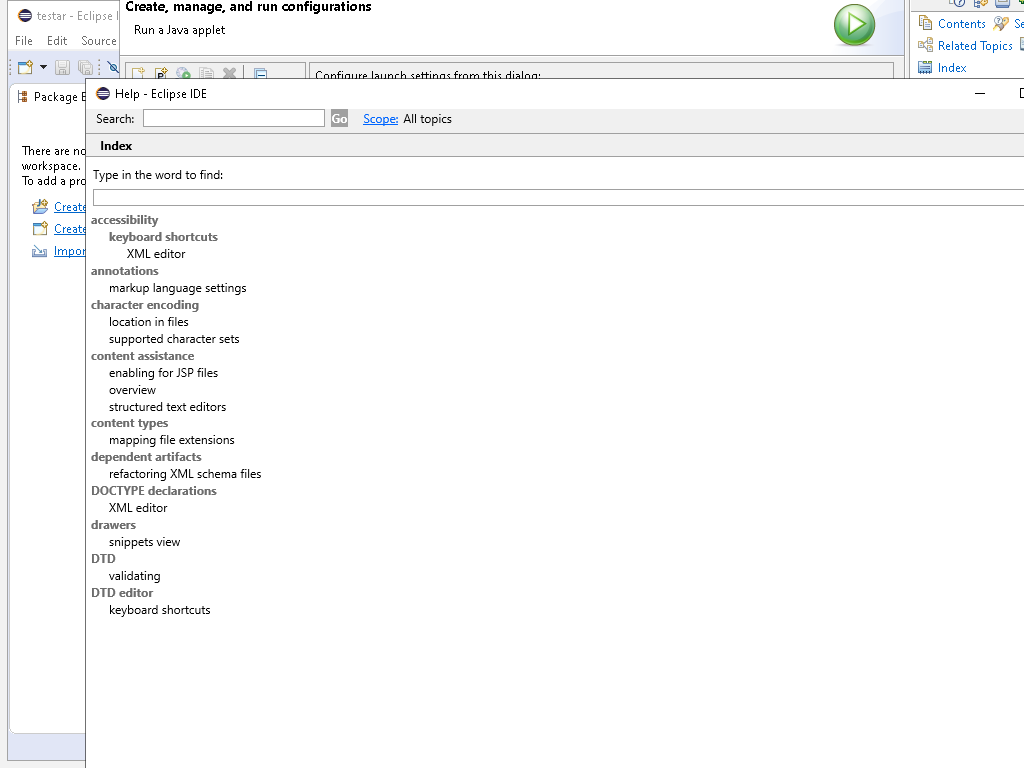 testar - Eclipse I
File Edit Source
Package E
There are no
workspace.
To add a pro
Create
Create
Impor
Create, manage, and run configurations
Run a Java applet
Configure launch settings from this dialog:
Contents Se
Related Topics
Index
Help - Eclipse IDE
Search: Go Scope: All topics
Index
Type in the word to find:
accessibility
keyboard shortcuts
XML editor
annotations
markup language settings
character encoding
location in files
supported character sets
content assistance
enabling for JSP files
overview
structured text editors
content types
mapping file extensions
dependent artifacts
refactoring XML schema files
DOCTYPE declarations
XML editor
drawers
snippets view
DTD
validating
DTD editor
keyboard shortcuts